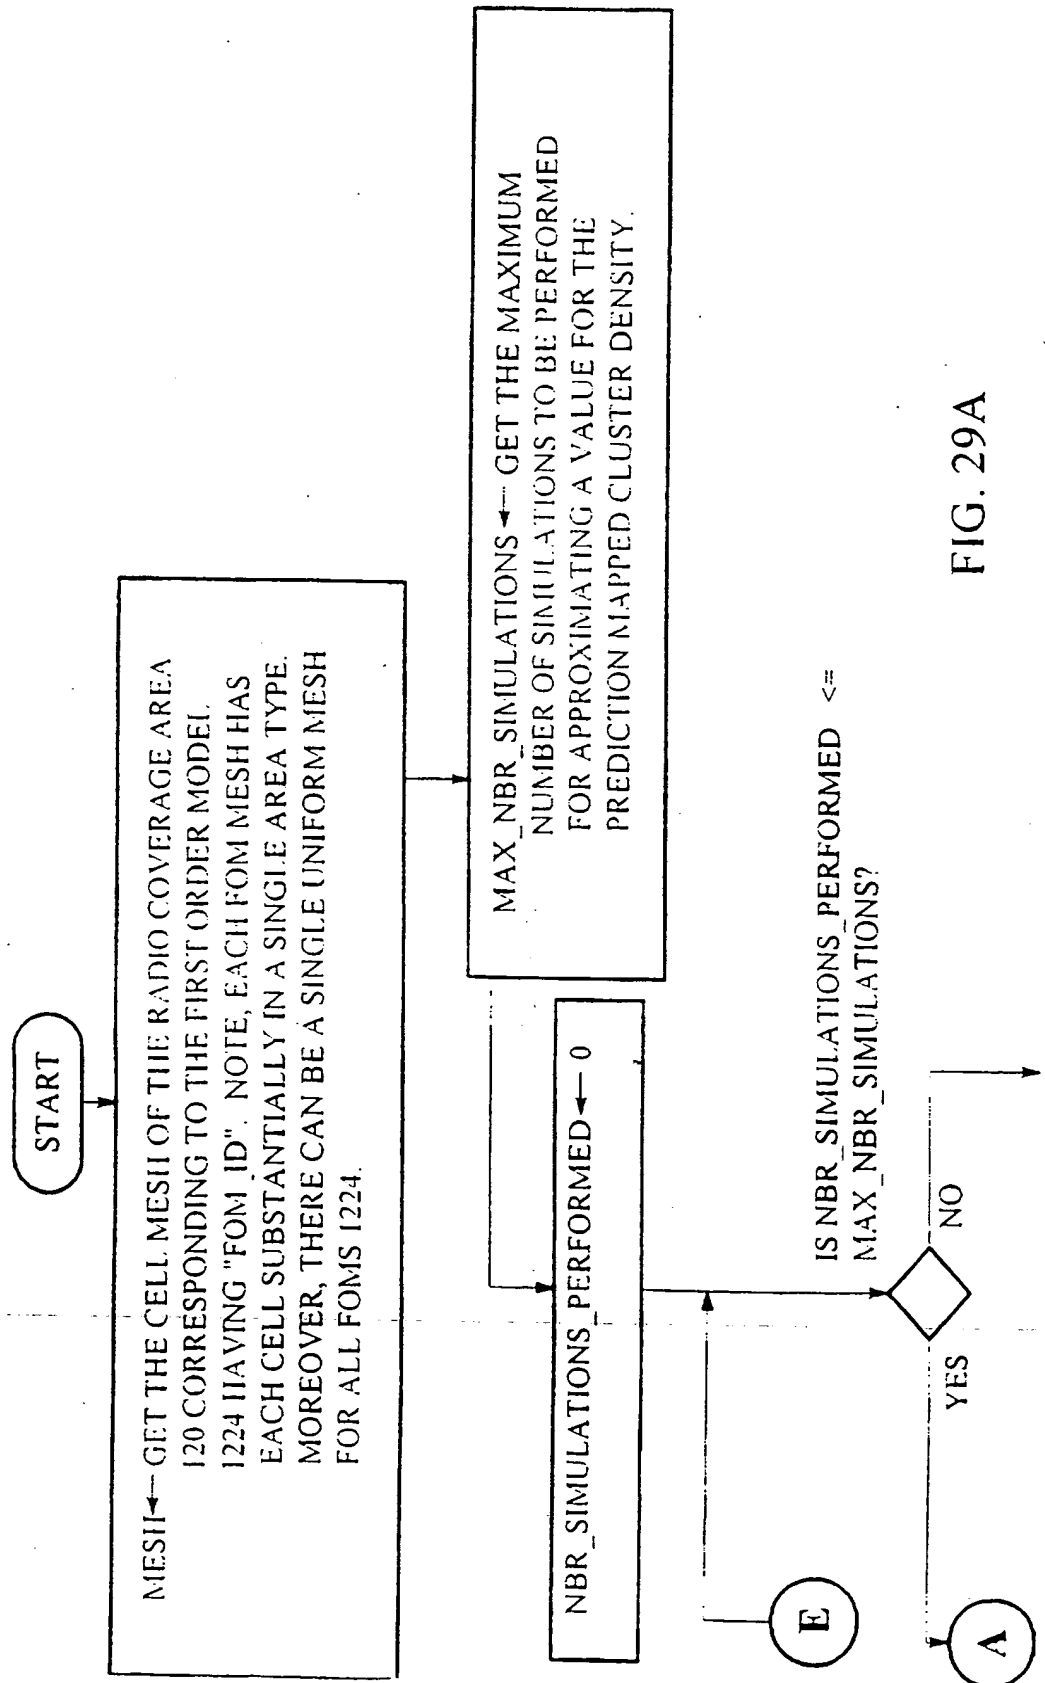 START
MESH ← GET THE CELL MESH OF THE RADIO COVERAGE AREA
120 CORRESPONDING TO THE FIRST ORDER MODEL
1224 HAVING "FOM_ID". NOTE, EACH FOM MESH HAS
EACH CELL SUBSTANTIALLY IN A SINGLE AREA TYPE.
MOREOVER, THERE CAN BE A SINGLE UNIFORM MESH
FOR ALL FOMS 1224.
MAX_NBR_SIMULATIONS ← GET THE MAXIMUM
NUMBER OF SIMULATIONS TO BE PERFORMED
FOR APPROXIMATING A VALUE FOR THE
PREDICTION MAPPED CLUSTER DENSITY.
NBR_SIMULATIONS_PERFORMED ← 0
E
IS NBR_SIMULATIONS_PERFORMED <=
MAX_NBR_SIMULATIONS?
YES
NO
A
FIG. 29A